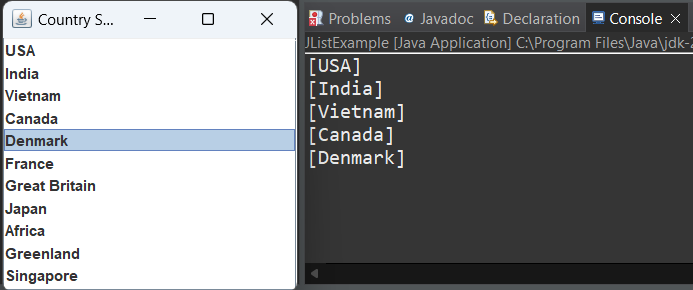 Country S...
USA
India
Vietnam
Canada
Denmark
France
Great Britain
Japan
Africa
Greenland
Singapore
Problems @ Javadoc Declaration Console
JListExample [Java Application] C:\Program Files\Java\jdk-2
[USA]
[India]
[Vietnam]
[Canada]
[Denmark]